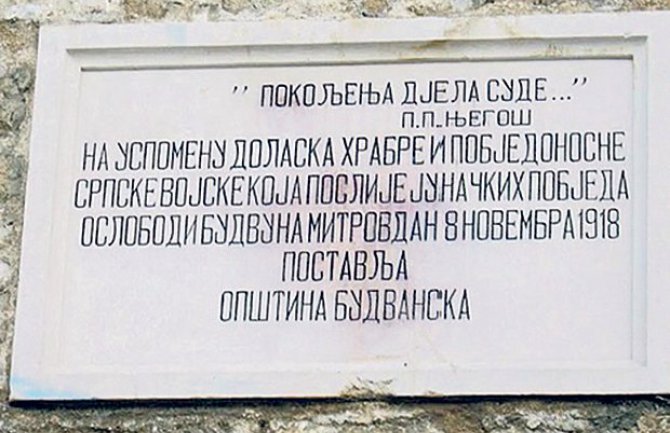 " ПОКОЉЕЊА ДЈЕЛА СУДЕ..."
П.П.ЊЕГОШ
НА УСПОМЕНУ ДОЛАСКА ХРАБРЕ И ПОБЈЕДОНОСНЕ
СРПСКЕ ВОЈСКЕ КОЈА ПОСЛИЈЕ ЈУНАЧКИХ ПОБЈЕДА
ОСЛОБОДИ БУДВУ НА МИТРОВДАН 8 НОВЕМБРА 1918
ПОСТАВЉА
ОПШТИНА БУДВАНСКА